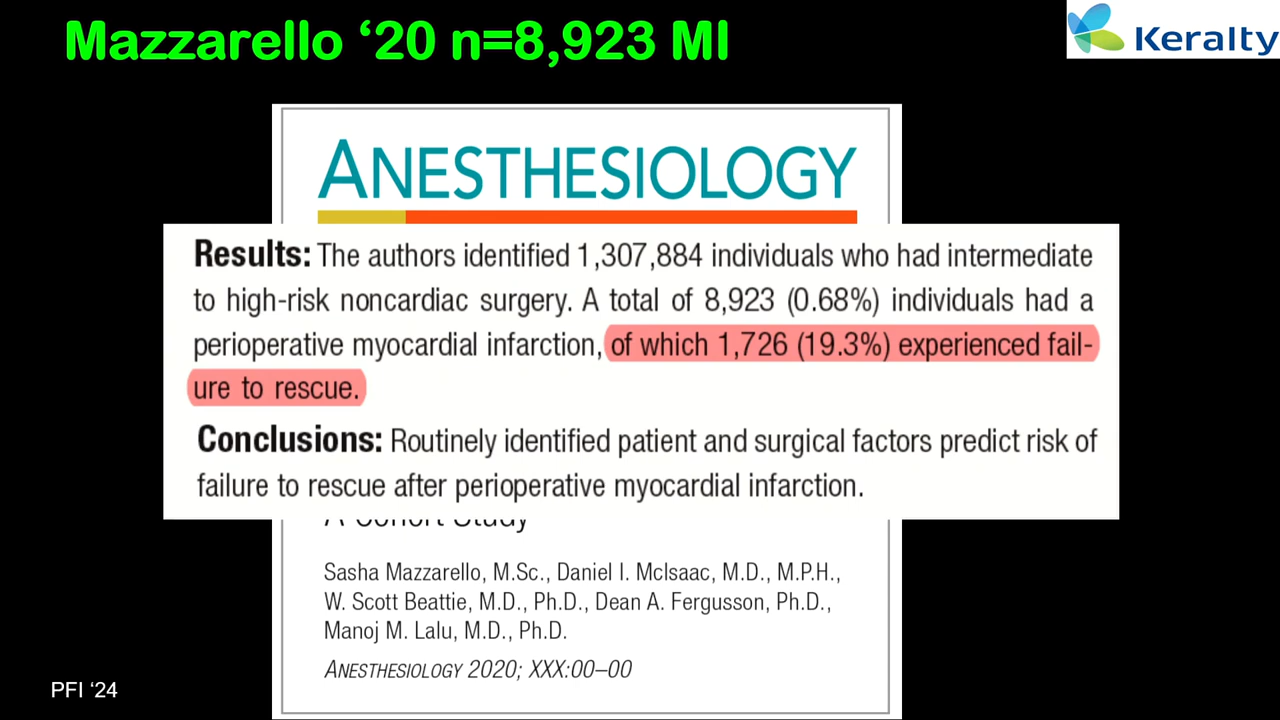 Mazzarello ‘20 n=8,923 MI
Keralty
ANESTHESIOLOGY
Results: The authors identified 1,307,884 individuals who had intermediate
to high-risk noncardiac surgery. A total of 8,923 (0.68%) individuals had a
perioperative myocardial infarction, of which 1,726 (19.3%) experienced fail-
ure to rescue.
Conclusions: Routinely identified patient and surgical factors predict risk of
failure to rescue after perioperative myocardial infarction.
A Cohort Study
Sasha Mazzarello, M.Sc., Daniel I. McIsaac, M.D., M.P.H.,
W. Scott Beattie, M.D., Ph.D., Dean A. Fergusson, Ph.D.,
Manoj M. Lalu, M.D., Ph.D.
ANESTHESIOLOGY 2020; XXX:00–00
PFI ‘24